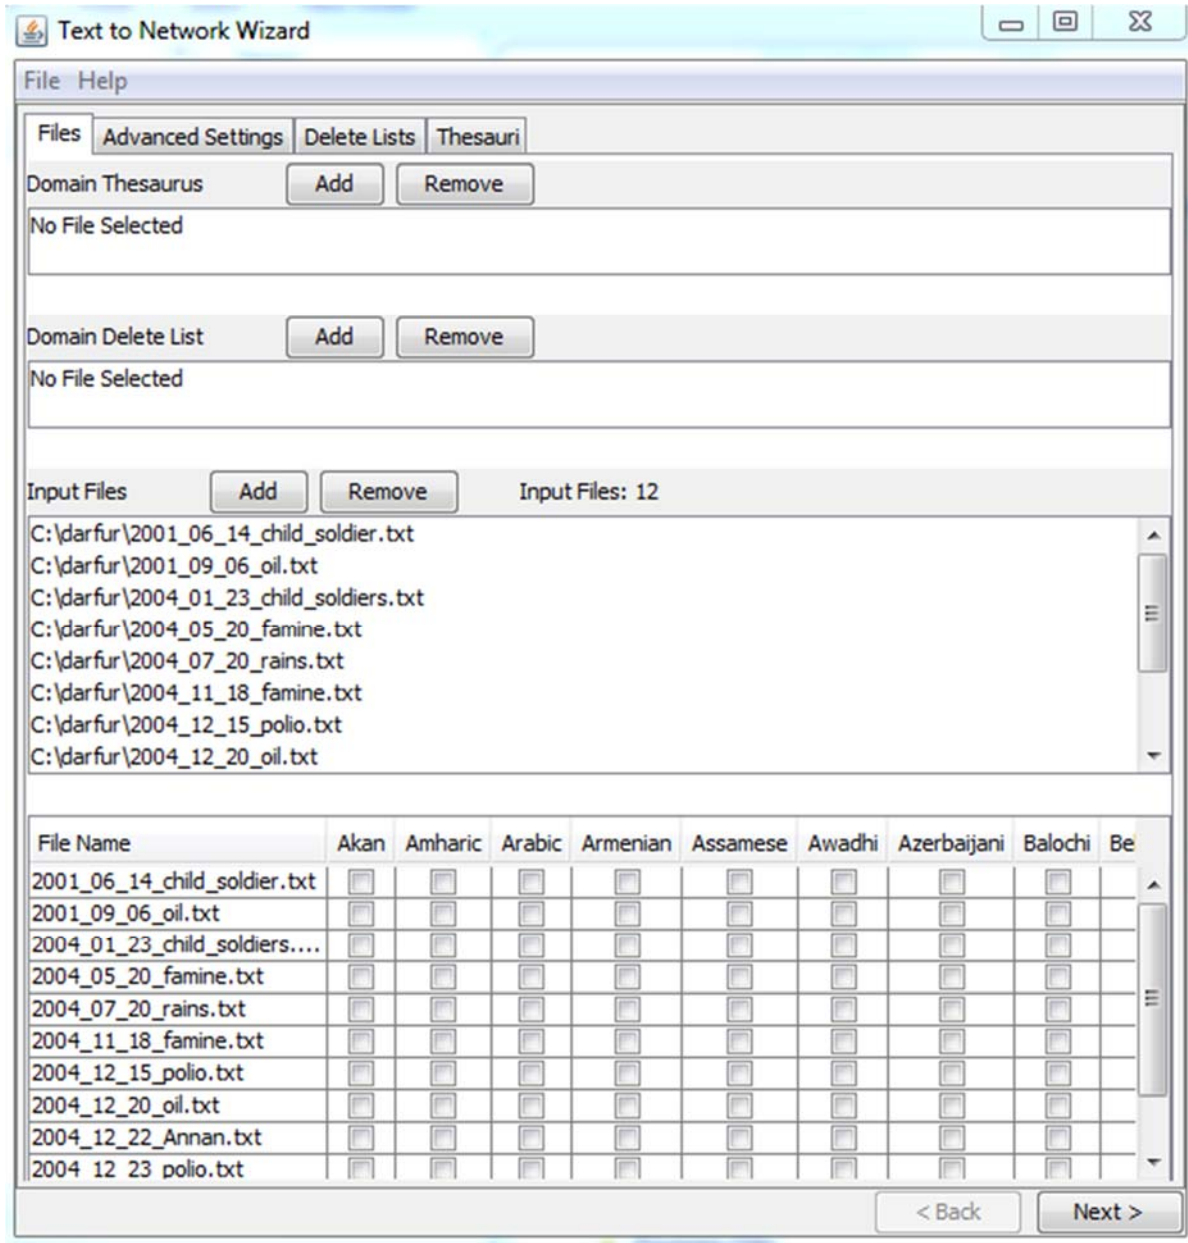 Text to Network Wizard
File Help
Files Advanced Settings Delete Lists Thesauri
Domain Thesaurus Add Remove
No File Selected
Domain Delete List Add Remove
No File Selected
Input Files Add Remove Input Files: 12
C:\darfur\2001_06_14_child_soldier.txt
C:\darfur\2001_09_06_oil.txt
C:\darfur\2004_01_23_child_soldiers.txt
C:\darfur\2004_05_20_famine.txt
C:\darfur\2004_07_20_rains.txt
C:\darfur\2004_11_18_famine.txt
C:\darfur\2004_12_15_polio.txt
C:\darfur\2004_12_20_oil.txt
File Name Akan Amharic Arabic Armenian Assamese Awadhi Azerbaijani Balochi Bel
2001_06_14_child_soldier.txt
2001_09_06_oil.txt
2004_01_23_child_soldiers....
2004_05_20_famine.txt
2004_07_20_rains.txt
2004_11_18_famine.txt
2004_12_15_polio.txt
2004_12_20_oil.txt
2004_12_22_Annan.txt
2004_12_23_polio.txt
< Back Next >